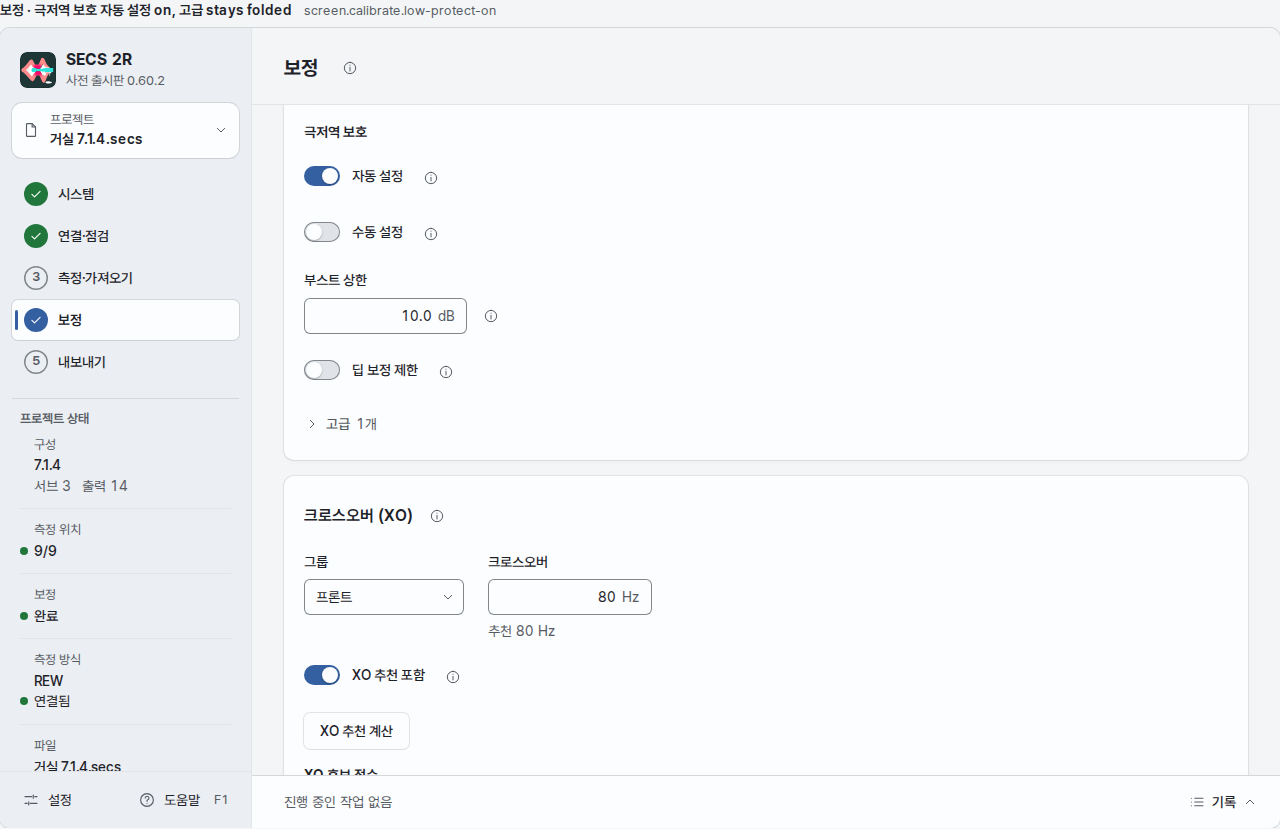 보정 · 극저역 보호 자동 설정 on, 고급 stays folded screen.calibrate.low-protect-on
SECS 2R
사전 출시판 0.60.2
프로젝트
거실 7.1.4.secs
시스템
연결·점검
3 측정·가져오기
보정
5 내보내기
프로젝트 상태
구성
7.1.4
서브 3 출력 14
측정 위치
9/9
보정
완료
측정 방식
REW
연결됨
파일
거실 7.1.4.secs
설정
도움말 F1
보정
극저역 보호
자동 설정
수동 설정
부스트 상한
10.0 dB
딥 보정 제한
고급 1개
크로스오버 (XO)
그룹
크로스오버
프론트
80 Hz
추천 80 Hz
XO 추천 포함
XO 추천 계산
XO 후보 점수
진행 중인 작업 없음
기록